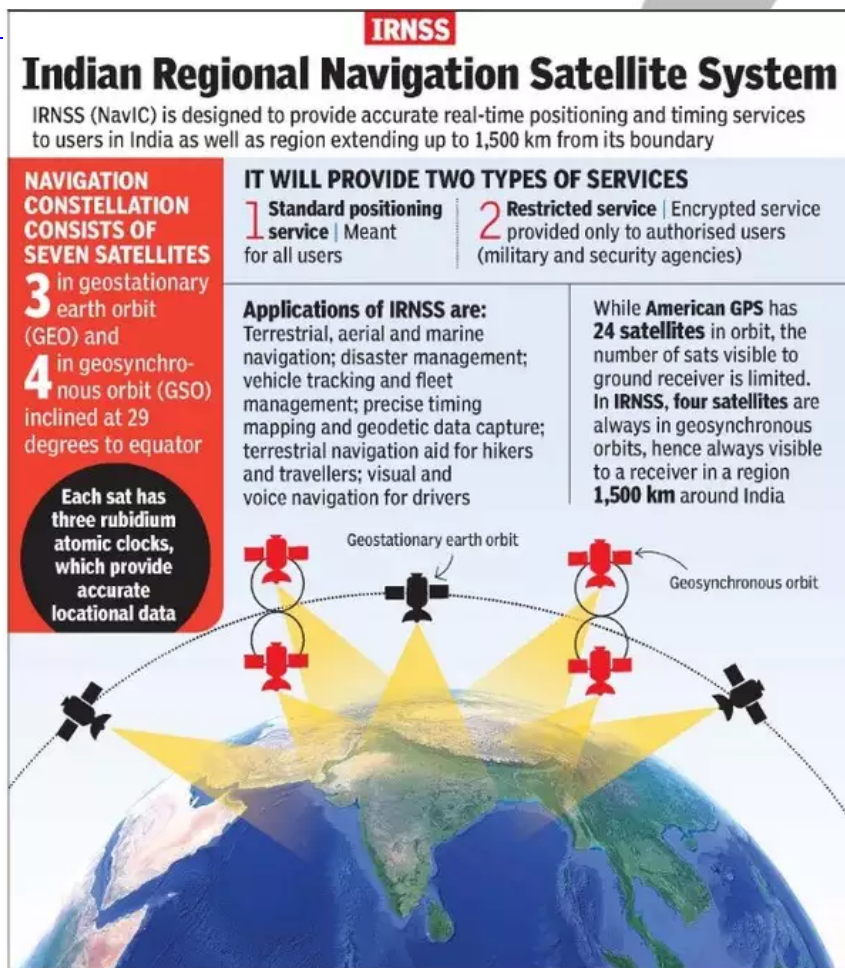 IRNSS
Indian Regional Navigation Satellite System
IRNSS (NavIC) is designed to provide accurate real-time positioning and timing services
to users in India as well as region extending up to 1,500 km from its boundary
NAVIGATION
CONSTELLATION
CONSISTS OF
SEVEN SATELLITES
3 in geostationary
earth orbit
(GEO) and
4 in geosynchro-
nous orbit (GSO)
inclined at 29
degrees to equator
Each sat has
three rubidium
atomic clocks,
which provide
accurate
locational data
IT WILL PROVIDE TWO TYPES OF SERVICES
1 Standard positioning
service | Meant
for all users
2 Restricted service | Encrypted service
provided only to authorised users
(military and security agencies)
Applications of IRNSS are:
Terrestrial, aerial and marine
navigation; disaster management;
vehicle tracking and fleet
management; precise timing
mapping and geodetic data capture;
terrestrial navigation aid for hikers
and travellers; visual and
voice navigation for drivers
While American GPS has
24 satellites in orbit, the
number of sats visible to
ground receiver is limited.
In IRNSS, four satellites are
always in geosynchronous
orbits, hence always visible
to a receiver in a region
1,500 km around India
Geostationary earth orbit
Geosynchronous orbit